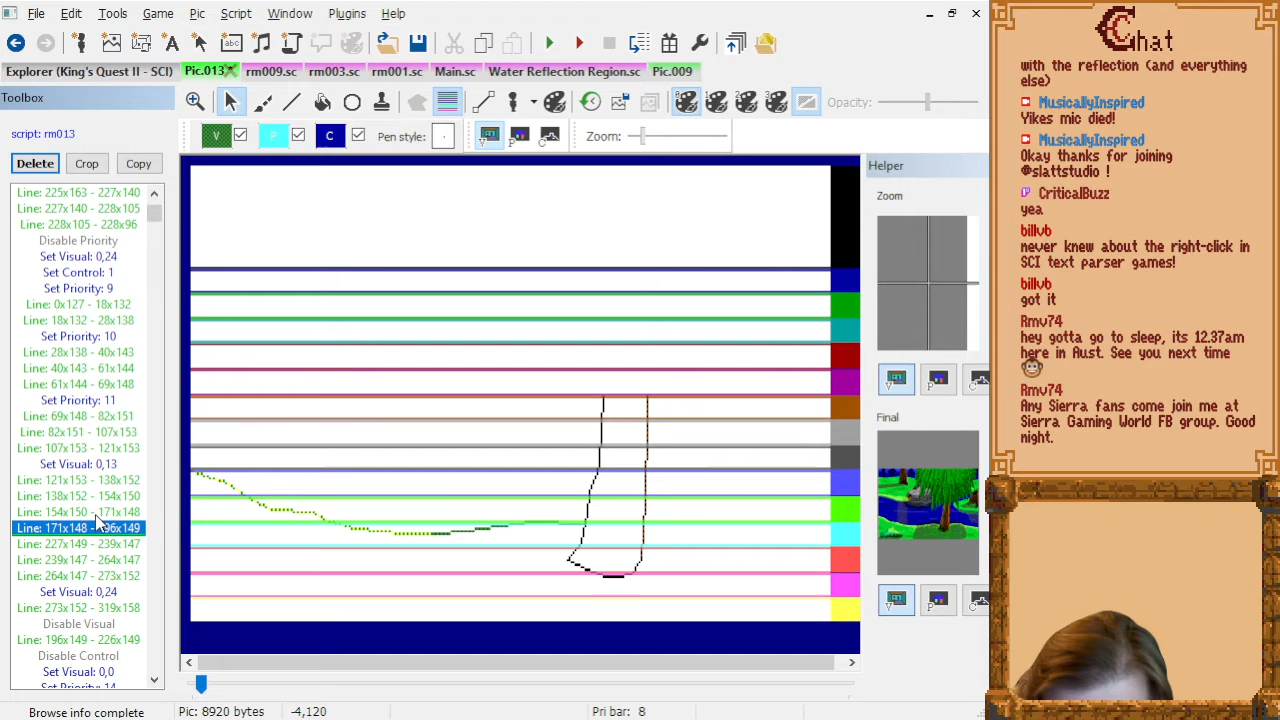 File Edit Tools Game Pic Script Window Plugins Help
Explorer (King's Quest II - SCI) Pic.013 rm009.sc rm003.sc rm001.sc Main.sc Water Reflection Region.sc Pic.009
Toolbox
Opacity:
script: rm013
V P C Pen style: Zoom:
Delete Crop Copy
Line: 225x163 - 227x140
Line: 227x140 - 228x105
Line: 228x105 - 228x96
Disable Priority
Set Visual: 0,24
Set Control: 1
Set Priority: 9
Line: 0x127 - 18x132
Line: 18x132 - 28x138
Set Priority: 10
Line: 28x138 - 40x143
Line: 40x143 - 61x144
Line: 61x144 - 69x148
Set Priority: 11
Line: 69x148 - 82x151
Line: 82x151 - 107x153
Line: 107x153 - 121x153
Set Visual: 0,13
Line: 121x153 - 138x152
Line: 138x152 - 154x150
Line: 154x150 - 171x148
Line: 171x148 - 196x149
Line: 227x149 - 239x147
Line: 239x147 - 264x147
Line: 264x147 - 273x152
Set Visual: 0,24
Line: 273x152 - 319x158
Disable Visual
Line: 196x149 - 226x149
Disable Control
Set Visual: 0,0
Set Priority: 14
Helper
Zoom
Final
Browse info complete
Pic: 8920 bytes
-4,120
Pri bar: 8
Chat
with the reflection (and everything
else)
MusicallyInspired
Yikes mic died!
MusicallyInspired
Okay thanks for joining
@slattstudio !
CriticalBuzz
yea
billvb
never knew about the right-click in
SCI text parser games!
billvb
got it
Rmv74
hey gotta go to sleep, its 12.37am
here in Aust. See you next time
Rmv74
Any Sierra fans come join me at
Sierra Gaming World FB group. Good
night.